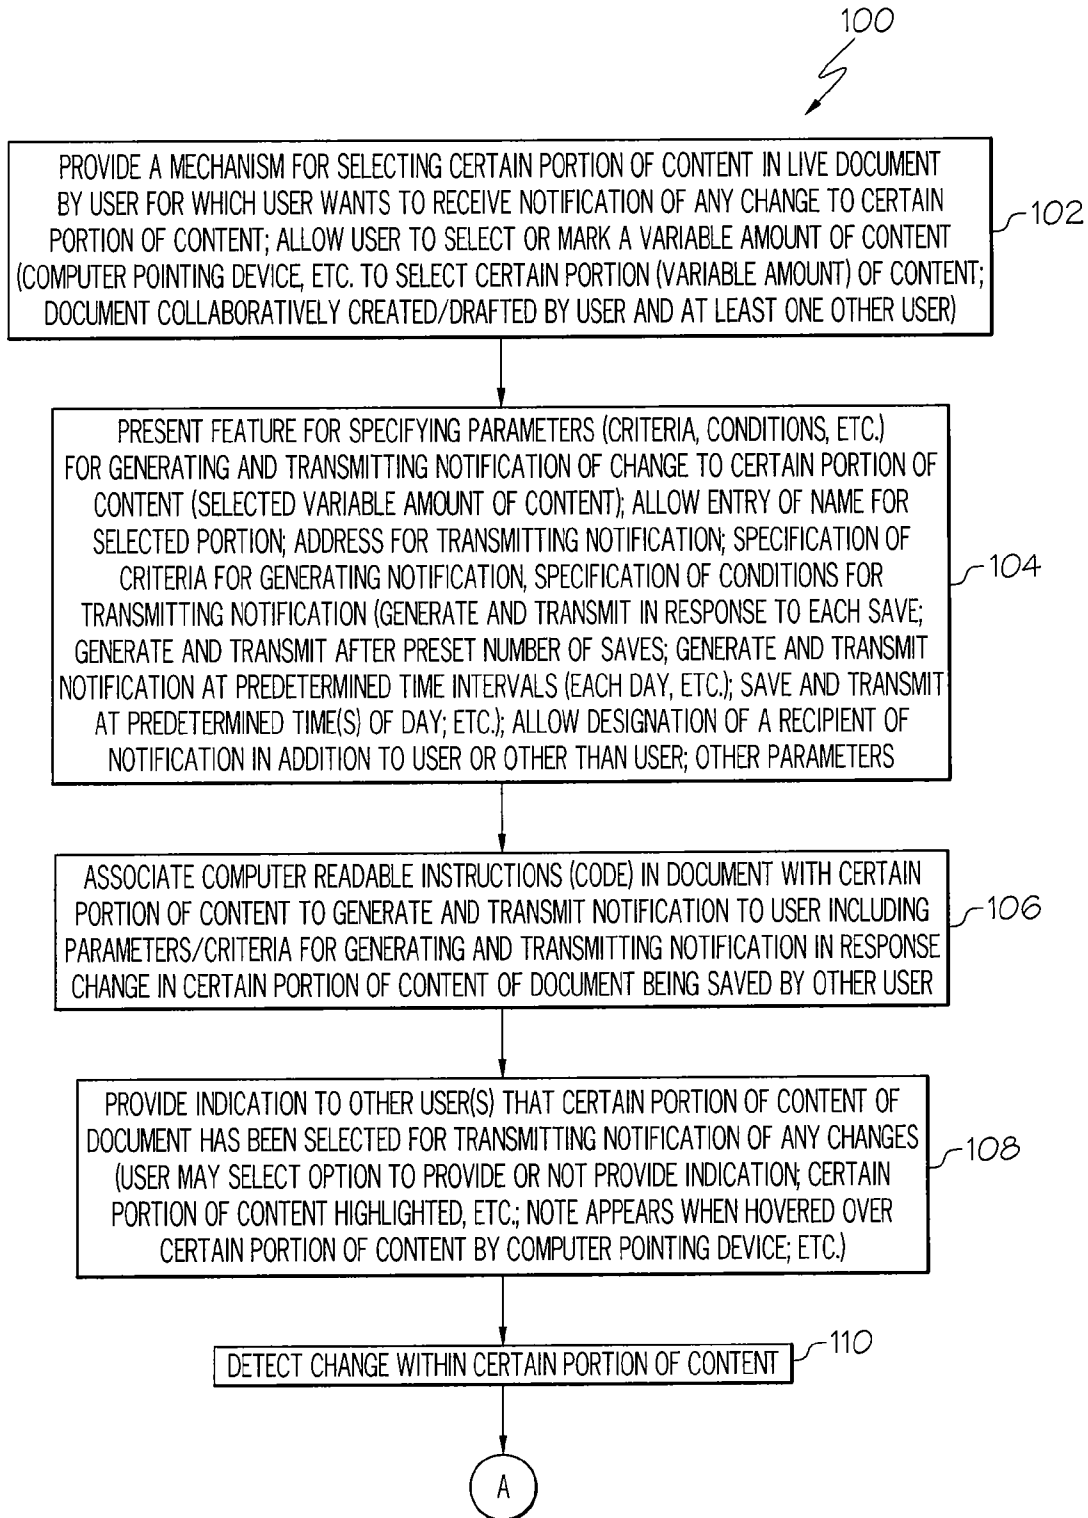 100
PROVIDE A MECHANISM FOR SELECTING CERTAIN PORTION OF CONTENT IN LIVE DOCUMENT
BY USER FOR WHICH USER WANTS TO RECEIVE NOTIFICATION OF ANY CHANGE TO CERTAIN
PORTION OF CONTENT; ALLOW USER TO SELECT OR MARK A VARIABLE AMOUNT OF CONTENT
(COMPUTER POINTING DEVICE, ETC. TO SELECT CERTAIN PORTION (VARIABLE AMOUNT) OF CONTENT;
DOCUMENT COLLABORATIVELY CREATED/DRAFTED BY USER AND AT LEAST ONE OTHER USER)
102
PRESENT FEATURE FOR SPECIFYING PARAMETERS (CRITERIA, CONDITIONS, ETC.)
FOR GENERATING AND TRANSMITTING NOTIFICATION OF CHANGE TO CERTAIN PORTION OF
CONTENT (SELECTED VARIABLE AMOUNT OF CONTENT); ALLOW ENTRY OF NAME FOR
SELECTED PORTION; ADDRESS FOR TRANSMITTING NOTIFICATION; SPECIFICATION OF
CRITERIA FOR GENERATING NOTIFICATION, SPECIFICATION OF CONDITIONS FOR
TRANSMITTING NOTIFICATION (GENERATE AND TRANSMIT IN RESPONSE TO EACH SAVE;
GENERATE AND TRANSMIT AFTER PRESET NUMBER OF SAVES; GENERATE AND TRANSMIT
NOTIFICATION AT PREDETERMINED TIME INTERVALS (EACH DAY, ETC.); SAVE AND TRANSMIT
AT PREDETERMINED TIME(S) OF DAY; ETC.); ALLOW DESIGNATION OF A RECIPIENT OF
NOTIFICATION IN ADDITION TO USER OR OTHER THAN USER; OTHER PARAMETERS
104
ASSOCIATE COMPUTER READABLE INSTRUCTIONS (CODE) IN DOCUMENT WITH CERTAIN
PORTION OF CONTENT TO GENERATE AND TRANSMIT NOTIFICATION TO USER INCLUDING
PARAMETERS/CRITERIA FOR GENERATING AND TRANSMITTING NOTIFICATION IN RESPONSE
CHANGE IN CERTAIN PORTION OF CONTENT OF DOCUMENT BEING SAVED BY OTHER USER
106
PROVIDE INDICATION TO OTHER USER(S) THAT CERTAIN PORTION OF CONTENT OF
DOCUMENT HAS BEEN SELECTED FOR TRANSMITTING NOTIFICATION OF ANY CHANGES
(USER MAY SELECT OPTION TO PROVIDE OR NOT PROVIDE INDICATION; CERTAIN
PORTION OF CONTENT HIGHLIGHTED, ETC.; NOTE APPEARS WHEN HOVERED OVER
CERTAIN PORTION OF CONTENT BY COMPUTER POINTING DEVICE; ETC.)
108
DETECT CHANGE WITHIN CERTAIN PORTION OF CONTENT
110
A